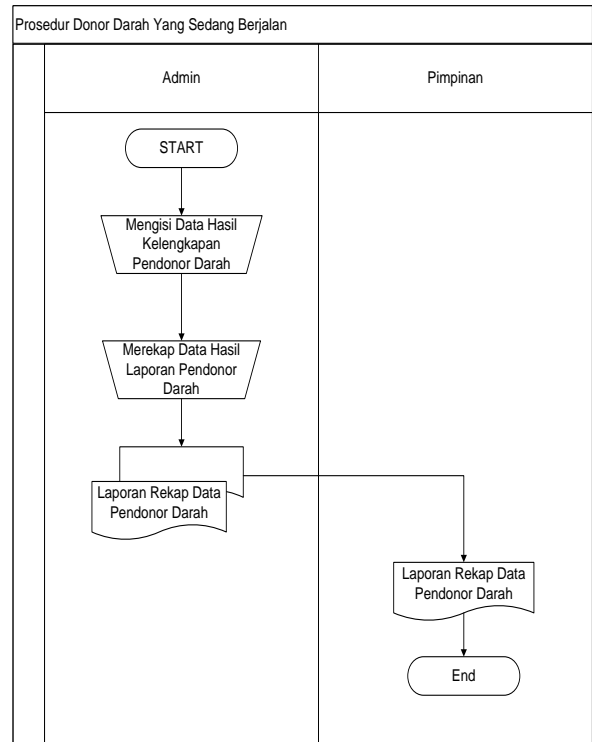 Prosedur Donor Darah Yang Sedang Berjalan
Admin
Pimpinan
START
Mengisi Data Hasil
Kelengkapan
Pendonor Darah
Merekap Data Hasil
Laporan Pendonor
Darah
Laporan Rekap Data
Pendonor Darah
Laporan Rekap Data
Pendonor Darah
End